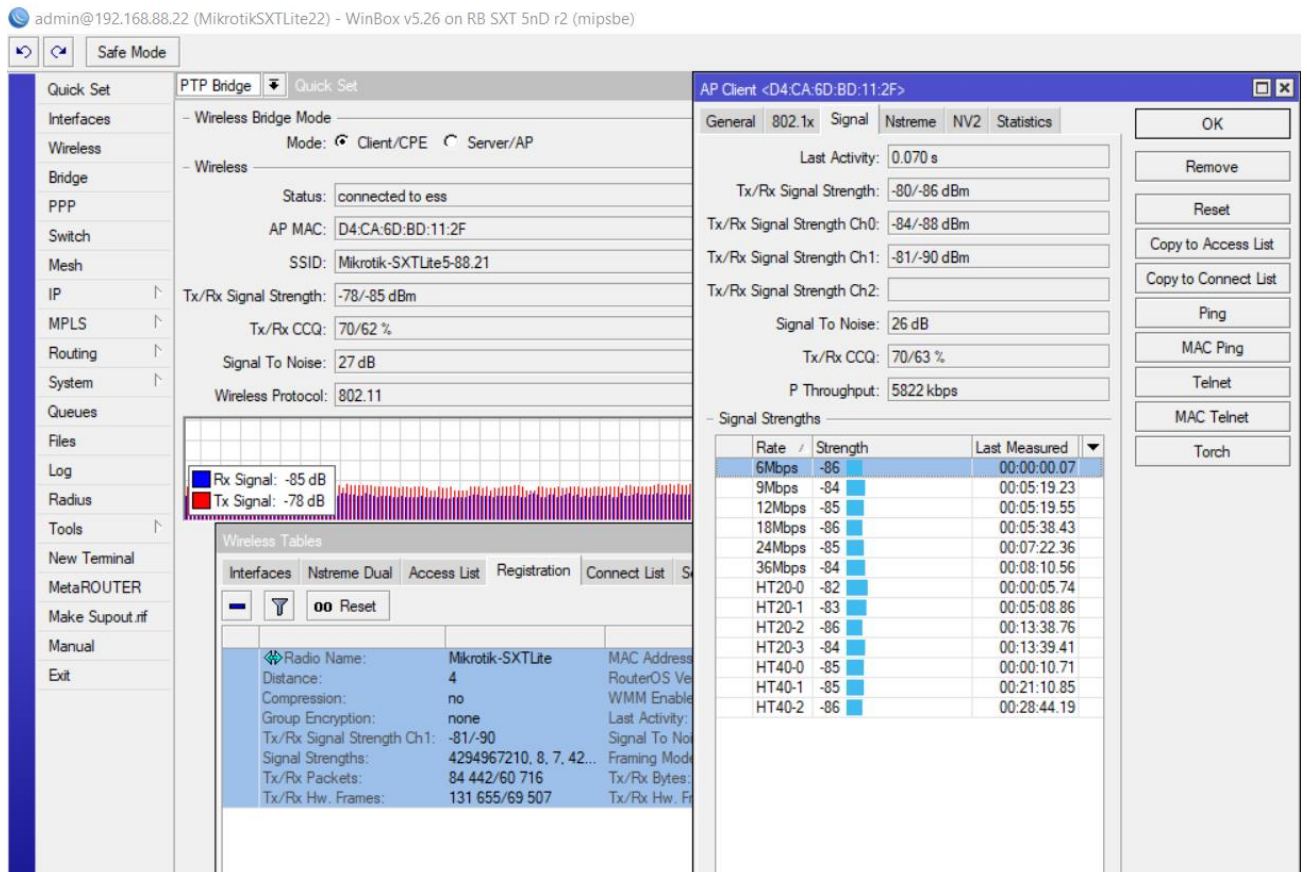 admin@192.168.88.22 (MikrotikSXTLite22) - WinBox v5.26 on RB SXT 5nD r2 (mipsbe)
Safe Mode
Quick Set
Interfaces
Wireless
Bridge
PPP
Switch
Mesh
IP
MPLS
Routing
System
Queues
Files
Log
Radius
Tools
New Terminal
MetaROUTER
Make Supout.rif
Manual
Exit
PTP Bridge Quick Set
Wireless Bridge Mode
Mode: Client/CPE Server/AP
Wireless
Status: connected to ess
AP MAC: D4:CA:6D:BD:11:2F
SSID: Mikrotik-SXTLite5-88.21
Tx/Rx Signal Strength: -78/-85 dBm
Tx/Rx CCQ: 70/62 %
Signal To Noise: 27 dB
Wireless Protocol: 802.11
Rx Signal: -85 dB
Tx Signal: -78 dB
Wireless Tables
Interfaces Nstreme Dual Access List Registration Connect List
00 Reset
Radio Name: Mikrotik-SXTLite MAC Address
Distance: 4 RouterOS Ve
Compression: no WMM Enable
Group Encryption: none Last Activity:
Tx/Rx Signal Strength Ch1: -81/-90 Signal To Noi
Signal Strengths: 4294967210, 8, 7, 42... Framing Mode
Tx/Rx Packets: 84 442/60 716 Tx/Rx Bytes:
Tx/Rx Hw. Frames: 131 655/69 507 Tx/Rx Hw. Fr
AP Client <D4:CA:6D:BD:11:2F>
General 802.1x Signal Nstreme NV2 Statistics
Last Activity: 0.070 s
Tx/Rx Signal Strength: -80/-86 dBm
Tx/Rx Signal Strength Ch0: -84/-88 dBm
Tx/Rx Signal Strength Ch1: -81/-90 dBm
Tx/Rx Signal Strength Ch2:
Signal To Noise: 26 dB
Tx/Rx CCQ: 70/63 %
P Throughput: 5822 kbps
Signal Strengths
Rate / Strength Last Measured
6Mbps -86 00:00:00.07
9Mbps -84 00:05:19.23
12Mbps -85 00:05:19.55
18Mbps -86 00:05:38.43
24Mbps -85 00:07:22.36
36Mbps -84 00:08:10.56
HT20-0 -82 00:00:05.74
HT20-1 -83 00:05:08.86
HT20-2 -86 00:13:38.76
HT20-3 -84 00:13:39.41
HT40-0 -85 00:00:10.71
HT40-1 -85 00:21:10.85
HT40-2 -86 00:28:44.19
OK
Remove
Reset
Copy to Access List
Copy to Connect List
Ping
MAC Ping
Telnet
MAC Telnet
Torch